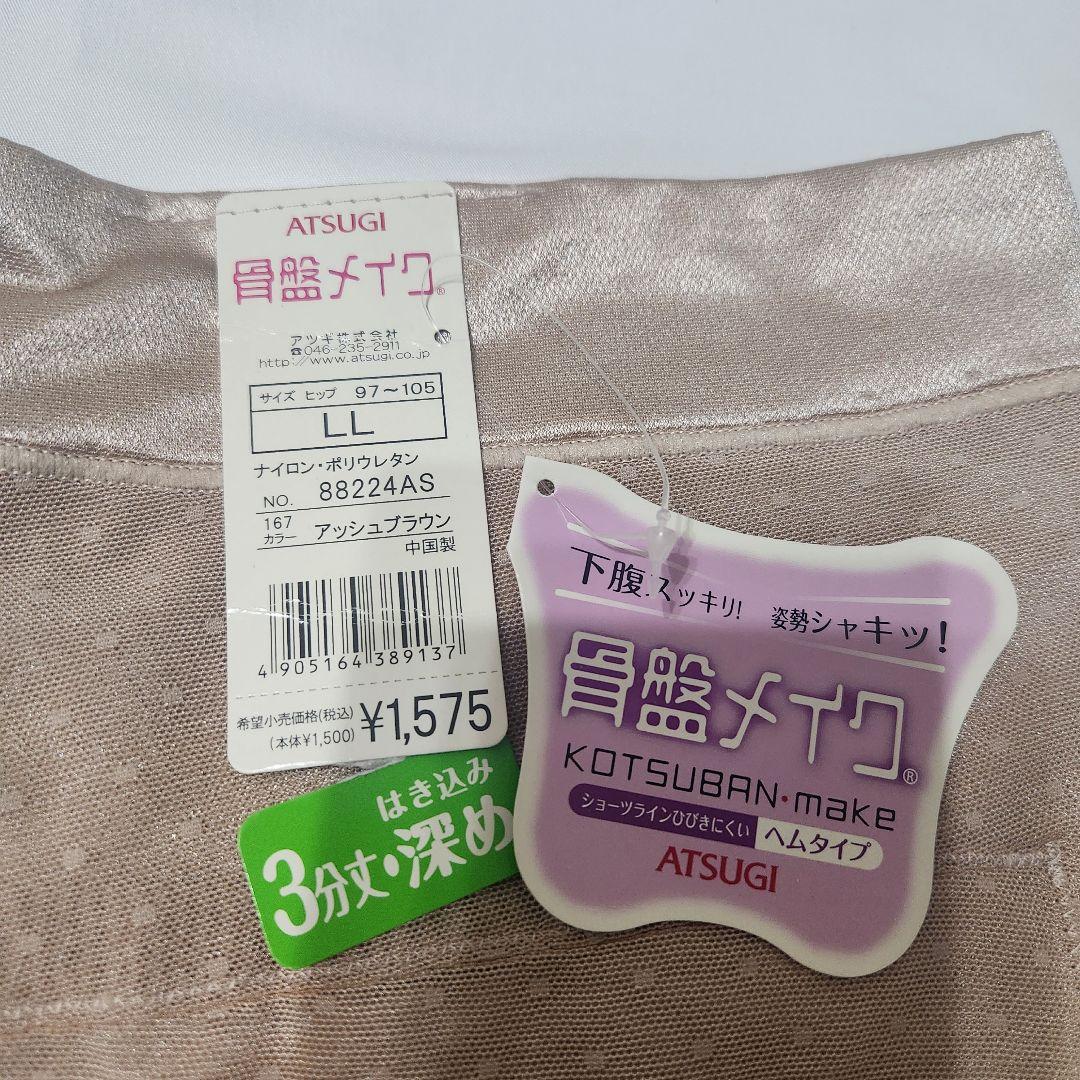 ATSUGI
骨盤メイク®
アツギ株式会社
☎046-235-2911
http://www.atsugi.co.jp
サイズ ヒップ 97〜105
LL
ナイロン・ポリウレタン
NO. 88224AS
167
カラー アッシュブラウン
中国製
4 905164 389137
希望小売価格(税込)
(本体¥1,500) ¥1,575
はき込み
3分丈・深め
下腹スッキリ! 姿勢シャキッ!
骨盤メイク®
KOTSUBAN・make
ショーツラインひびきにくい ヘムタイプ
ATSUGI